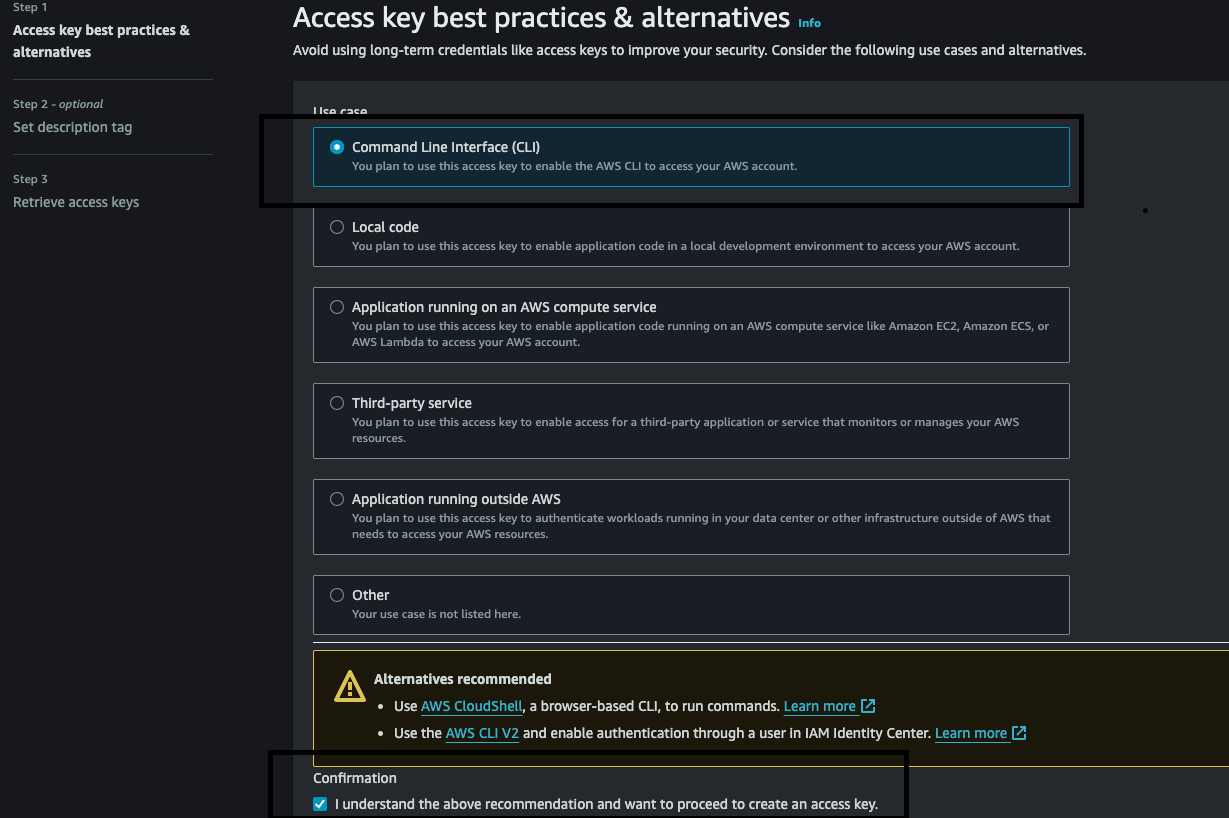 Step 1
Access key best practices &
alternatives
Step 2 - optional
Set description tag
Step 3
Retrieve access keys
Access key best practices & alternatives Info
Avoid using long-term credentials like access keys to improve your security. Consider the following use cases and alternatives.
Use case
Command Line Interface (CLI)
You plan to use this access key to enable the AWS CLI to access your AWS account.
Local code
You plan to use this access key to enable application code in a local development environment to access your AWS account.
Application running on an AWS compute service
You plan to use this access key to enable application code running on an AWS compute service like Amazon EC2, Amazon ECS, or
AWS Lambda to access your AWS account.
Third-party service
You plan to use this access key to enable access for a third-party application or service that monitors or manages your AWS
resources.
Application running outside AWS
You plan to use this access key to authenticate workloads running in your data center or other infrastructure outside of AWS that
needs to access your AWS resources.
Other
Your use case is not listed here.
Alternatives recommended
• Use AWS CloudShell, a browser-based CLI, to run commands. Learn more
• Use the AWS CLI V2 and enable authentication through a user in IAM Identity Center. Learn more
Confirmation
I understand the above recommendation and want to proceed to create an access key.